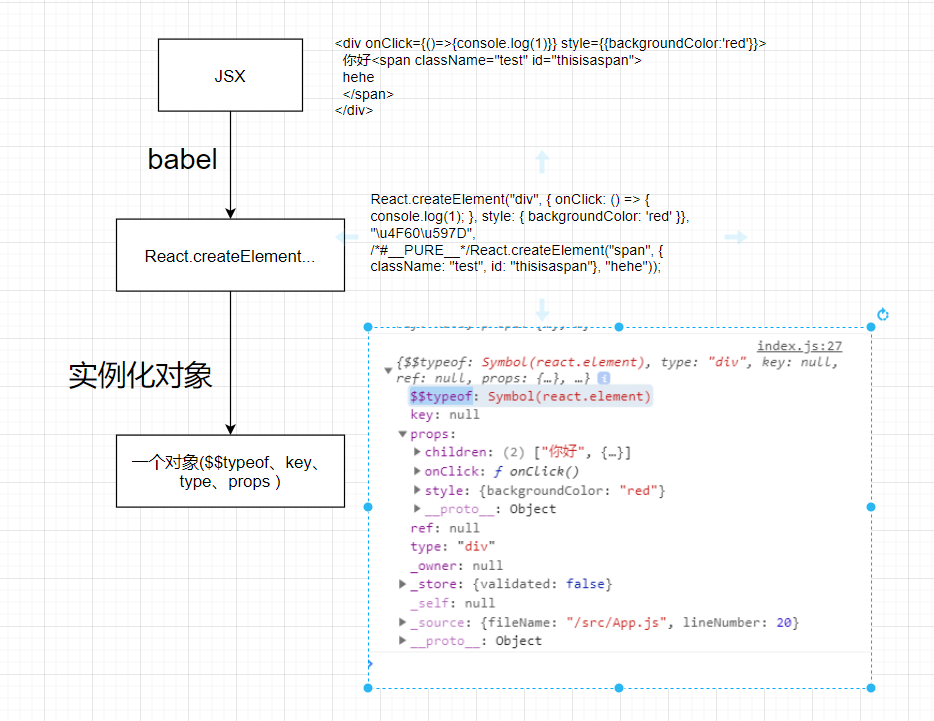 JSX
<div onClick={()=>{console.log(1)}} style={{backgroundColor:'red'}}>
你好<span className="test" id="thisisaspan">
hehe
</span>
</div>
babel
React.createElement...
React.createElement("div", { onClick: () => {
console.log(1); }, style: { backgroundColor: 'red' }},
"\u4F60\u597D",
/*#__PURE__*/React.createElement("span", {
className: "test", id: "thisisaspan"}, "hehe"));
实例化对象
一个对象($$typeof、key、
type、props )
index.js:27
{$$typeof: Symbol(react.element), type: "div", key: null,
ref: null, props: {…}, …}
$$typeof: Symbol(react.element)
key: null
props:
children: (2) ["你好", {…}]
onClick: ƒ onClick()
style: {backgroundColor: "red"}
__proto__: Object
ref: null
type: "div"
_owner: null
_store: {validated: false}
_self: null
_source: {fileName: "/src/App.js", lineNumber: 20}
__proto__: Object